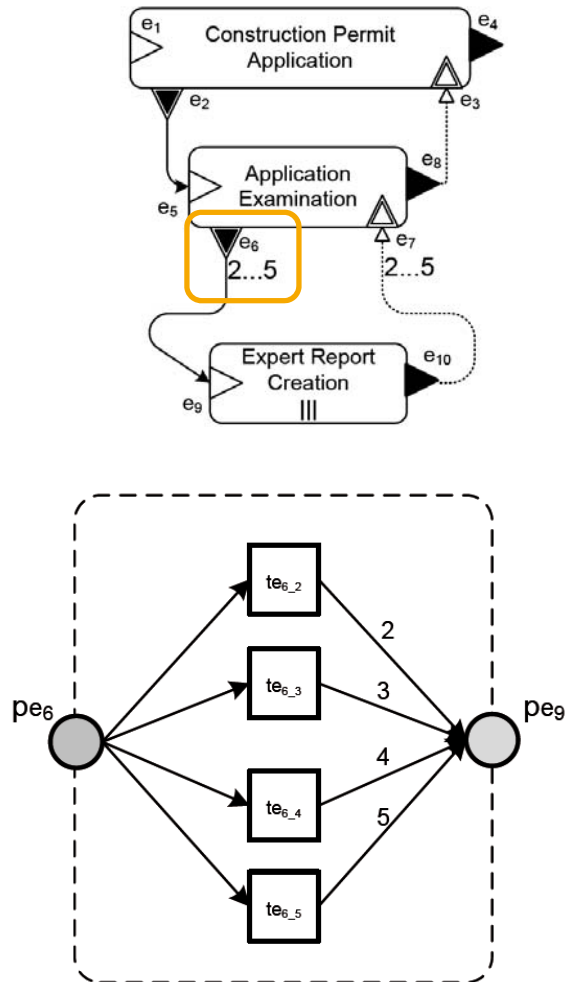 e1
Construction Permit
Application
e4
e2
e3
Application
Examination
e8
e5
e6
2...5
e7
2...5
Expert Report
Creation
e10
e9
te6_2
2
te6_3
3
pe6
pe9
4
te6_4
5
te6_5